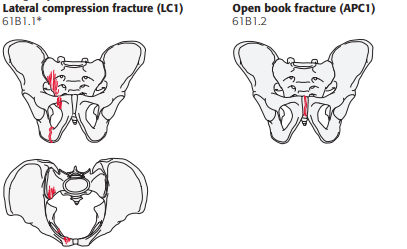 Lateral compression fracture (LC1)
61B1.1*
Open book fracture (APC1)
61B1.2